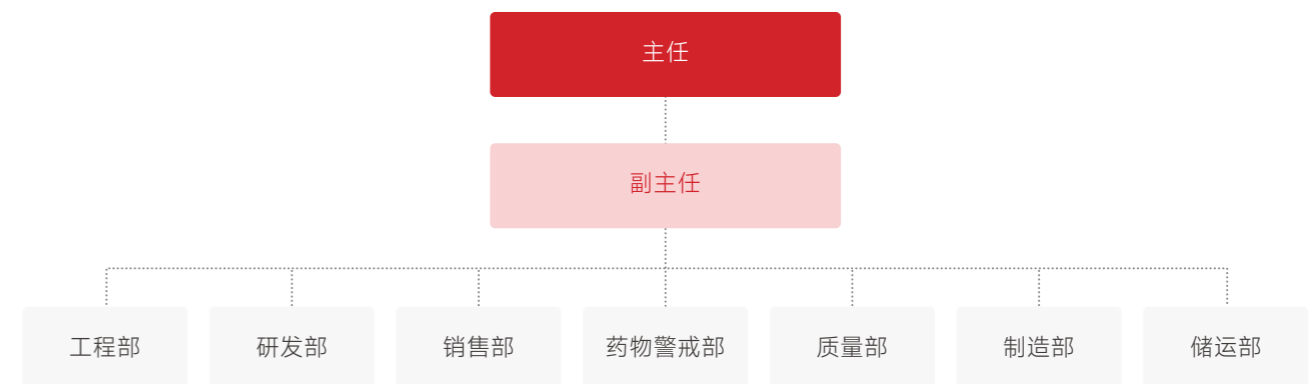 主任
副主任
工程部
研发部
销售部
药物警戒部
质量部
制造部
储运部